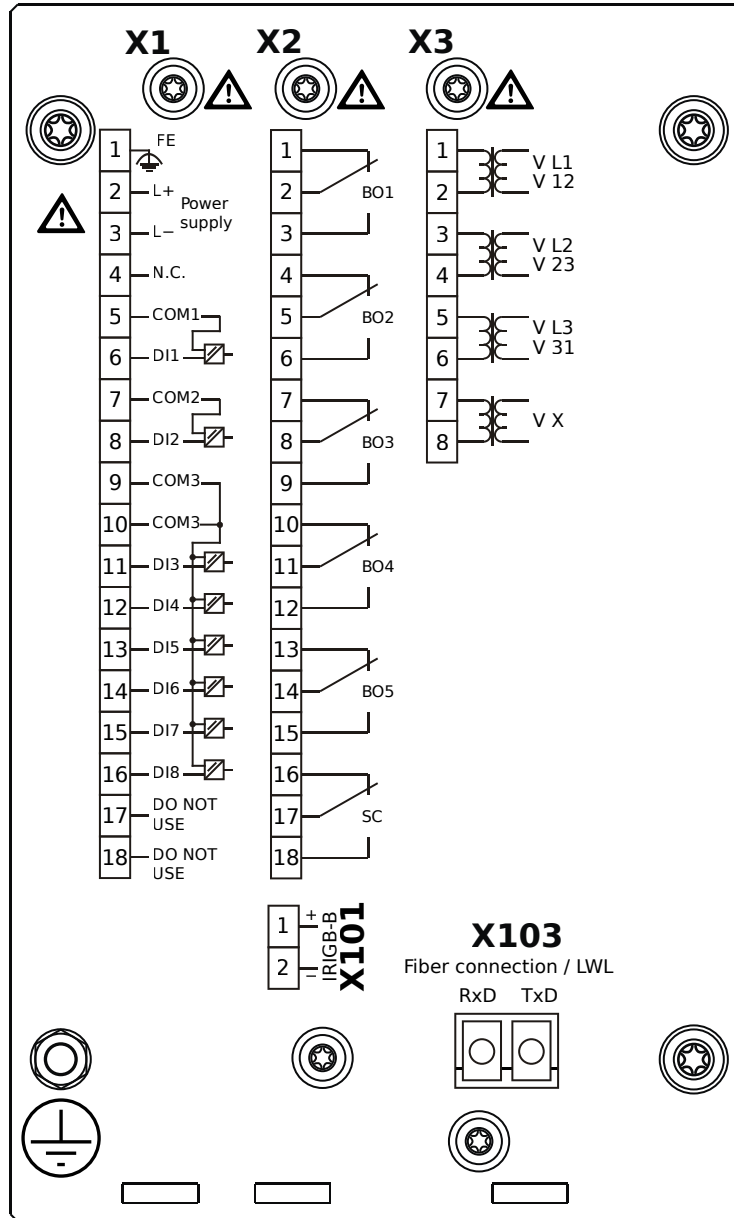 X1 X2 X3
1 FE
2 L+
Power
supply
3 L−
4 N.C.
5 COM1
6 DI1
7 COM2
8 DI2
9 COM3
10 COM3
11 DI3
12 DI4
13 DI5
14 DI6
15 DI7
16 DI8
17 DO NOT
USE
18 DO NOT
USE
1
2 BO1
3
4
5 BO2
6
7
8 BO3
9
10
11 BO4
12
13
14 BO5
15
16
17 SC
18
1 V L1
2 V 12
3 V L2
4 V 23
5 V L3
6 V 31
7
V X
8
1 +
2 −
IRIGB-B
X101
X103
Fiber connection / LWL
RxD TxD